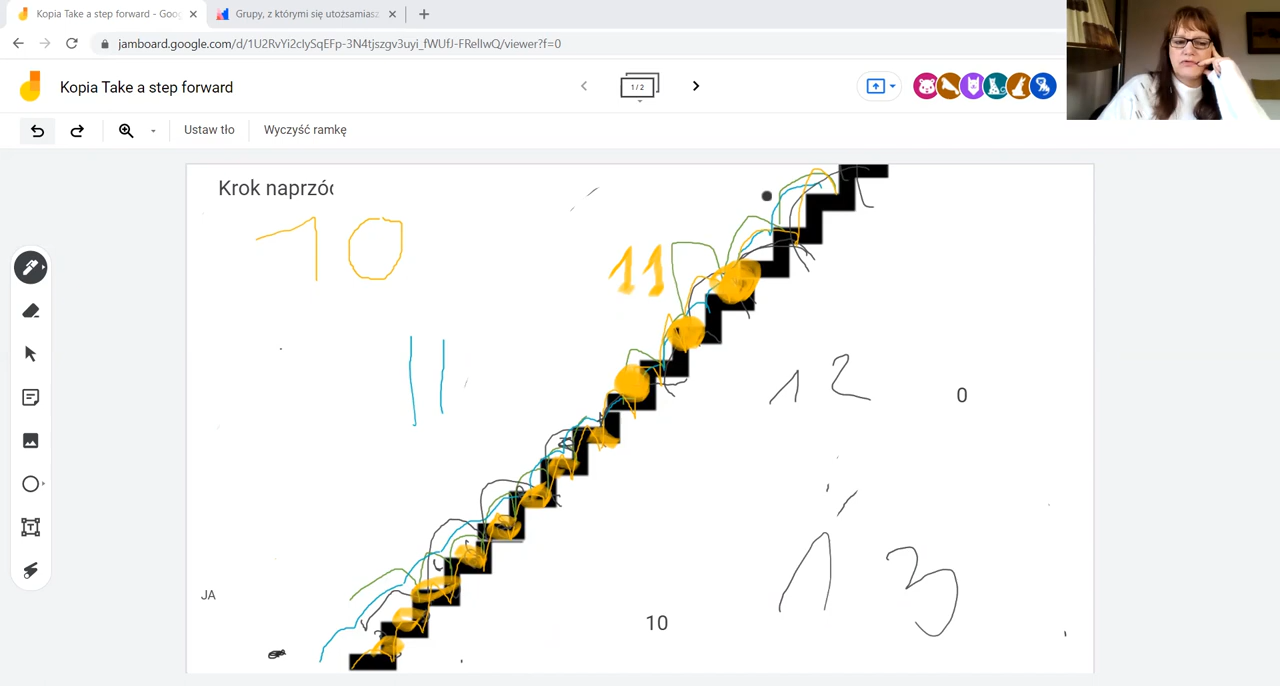 Kopia Take a step forward - Goo
Grupy, z którymi się utożsamiasz
jamboard.google.com/d/1U2RvYi2clySqEFp-3N4tjszgv3uyi_fWUfJ-FRelIwQ/viewer?f=0
Kopia Take a step forward
1/2
Ustaw tło
Wyczyść ramkę
Krok naprzó
10
11
11
12
0
13
JA
10